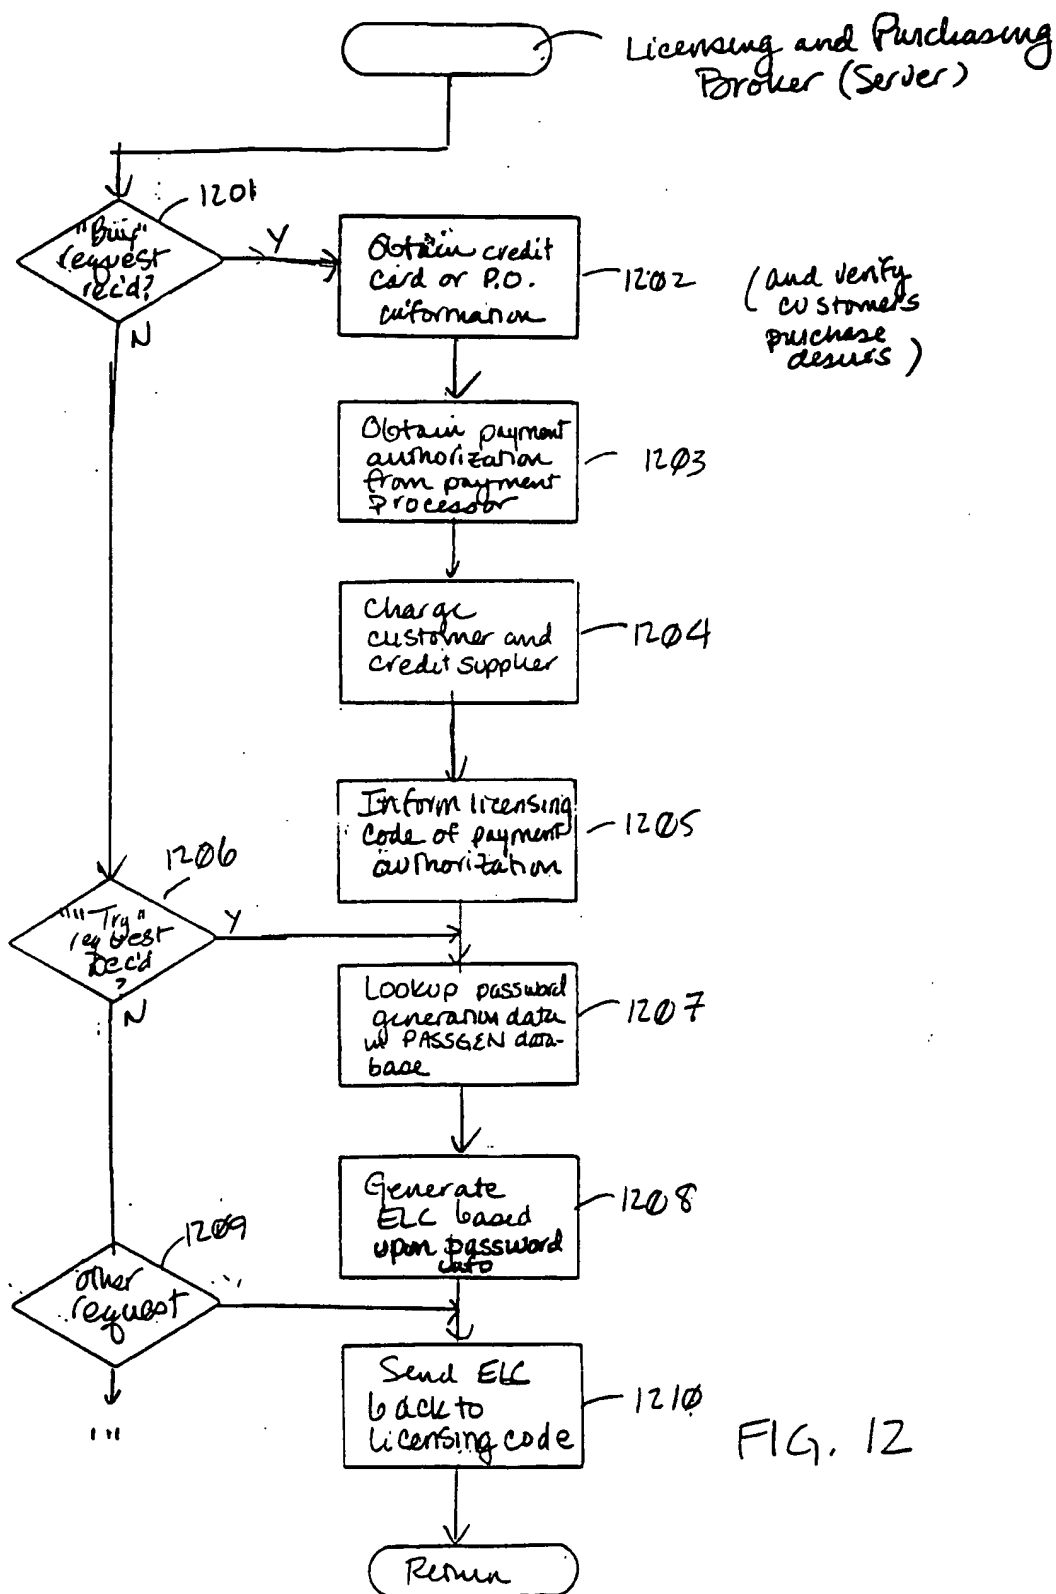 Licensing and Purchasing
Broker (Server)
1201
"Buy"
request
rec'd?
Y
N
Obtain credit
card or P.O.
information
1202
(and verify
customers
purchase
desires)
Obtain payment
authorization
from payment
processor
1203
Charge
customer and
credit supplier
1204
Inform licensing
code of payment
authorization
1205
1206
"Try"
request
rec'd
?
Y
N
Lookup password
generation data
in PASSGEN data-
base
1207
Generate
ELC based
upon password
info
1208
1209
other
request
...
...
Send ELC
back to
licensing code
1210
FIG. 12
Return